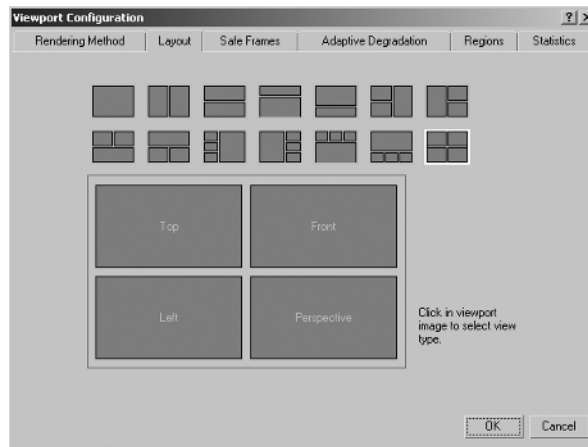 Viewport Configuration
Rendering Method Layout Safe Frames Adaptive Degradation Regions Statistics
Top Front
Left Perspective
Click in viewport
image to select view
type.
OK Cancel